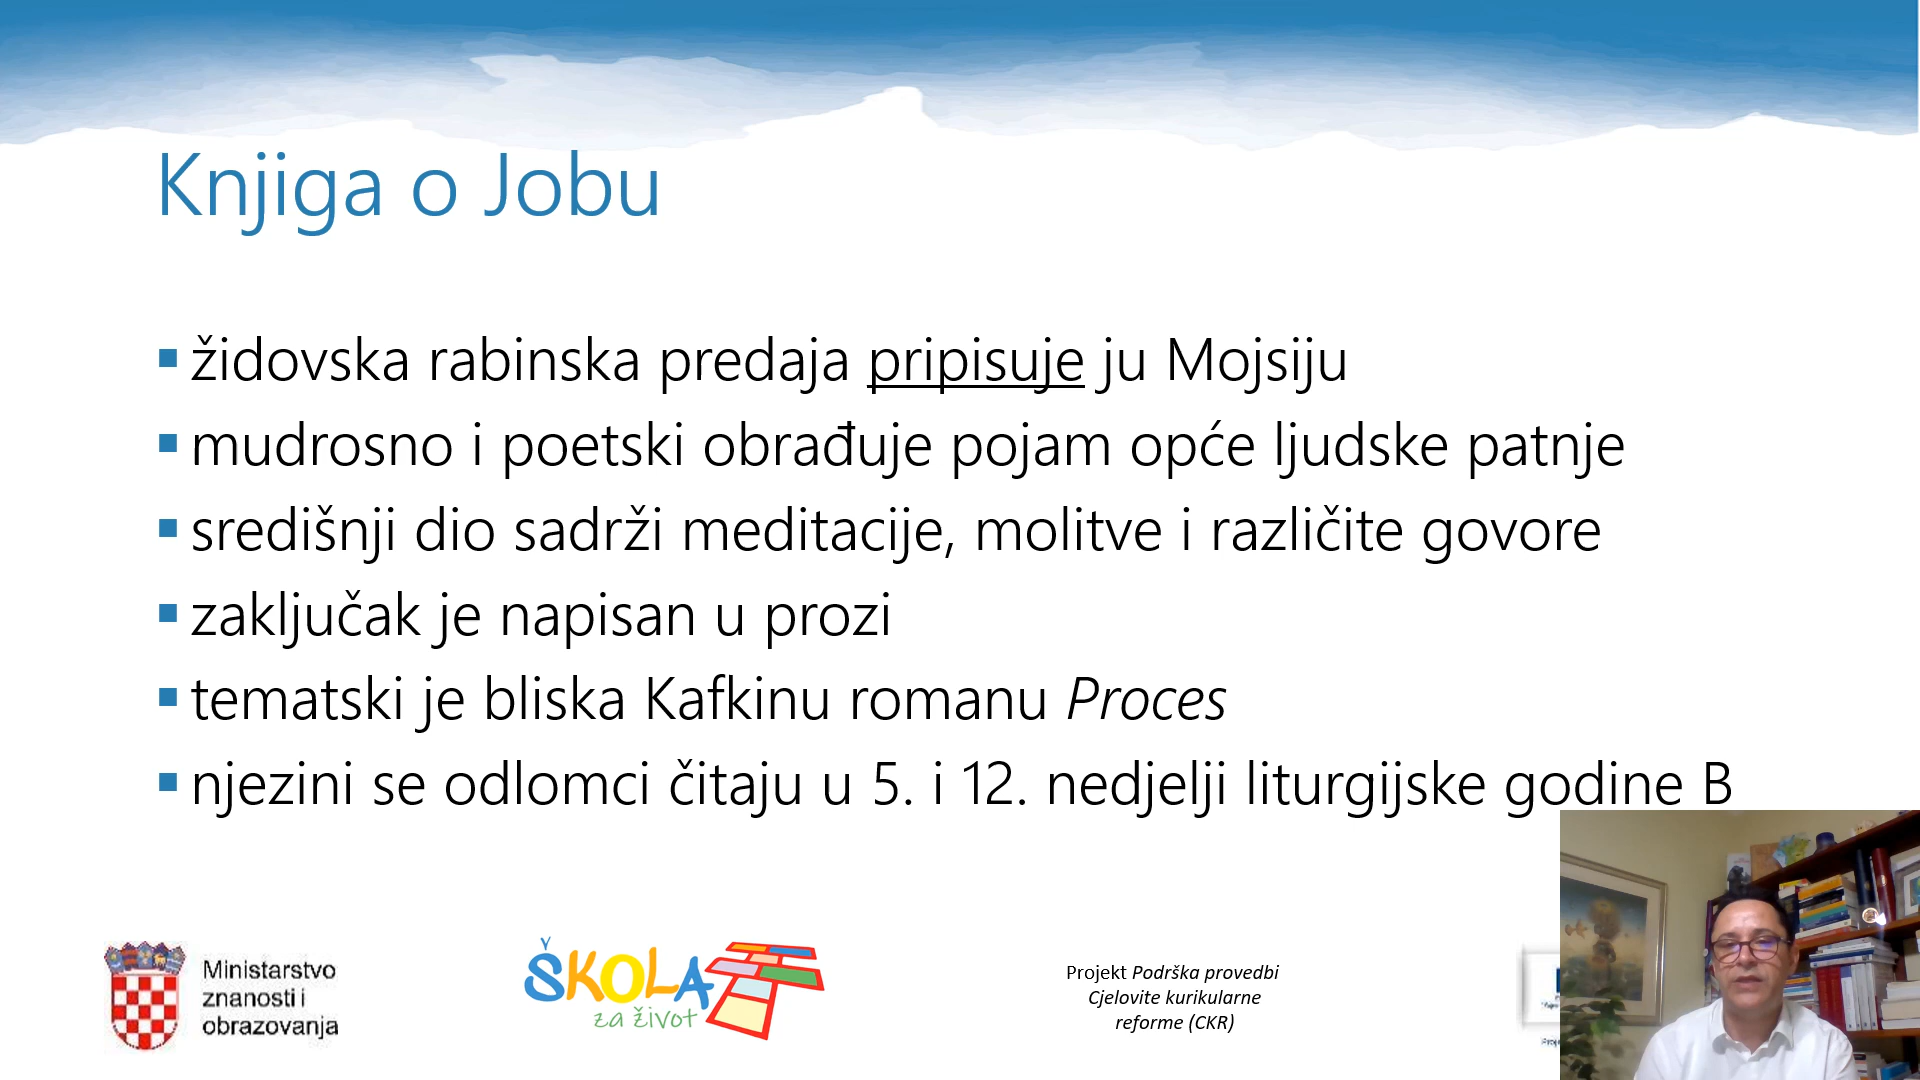 Knjiga o Jobu
židovska rabinska predaja pripisuje ju Mojsiju
mudrosno i poetski obrađuje pojam opće ljudske patnje
središnji dio sadrži meditacije, molitve i različite govore
zaključak je napisan u prozi
tematski je bliska Kafkinu romanu Proces
njezini se odlomci čitaju u 5. i 12. nedjelji liturgijske godine B
Ministarstvo
znanosti i
obrazovanja
ŠKOLA
za život
Projekt Podrška provedbi
Cjelovite kurikularne
reforme (CKR)